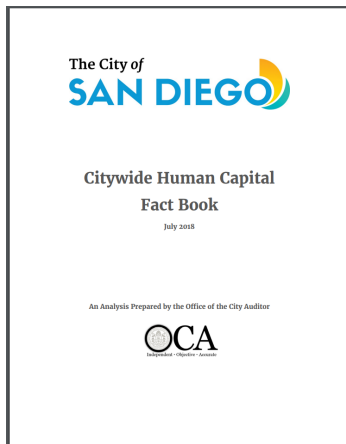 The City of
SAN DIEGO
Citywide Human Capital
Fact Book
July 2018
An Analysis Prepared by the Office of the City Auditor
OCA
Independent - Objective - Accurate